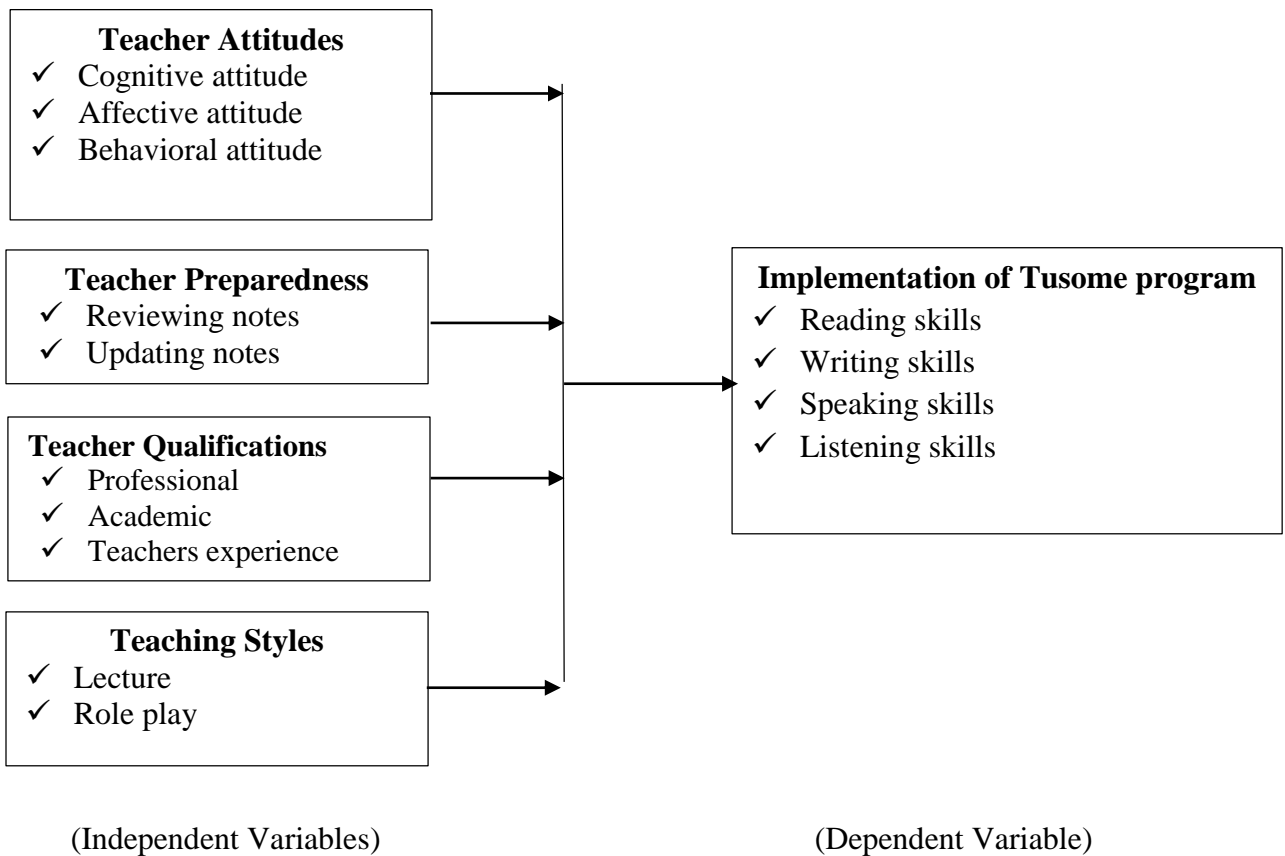 Teacher Attitudes
✓ Cognitive attitude
✓ Affective attitude
✓ Behavioral attitude
Teacher Preparedness
✓ Reviewing notes
✓ Updating notes
Teacher Qualifications
✓ Professional
✓ Academic
✓ Teachers experience
Teaching Styles
✓ Lecture
✓ Role play
(Independent Variables)
Implementation of Tusome program
✓ Reading skills
✓ Writing skills
✓ Speaking skills
✓ Listening skills
(Dependent Variable)